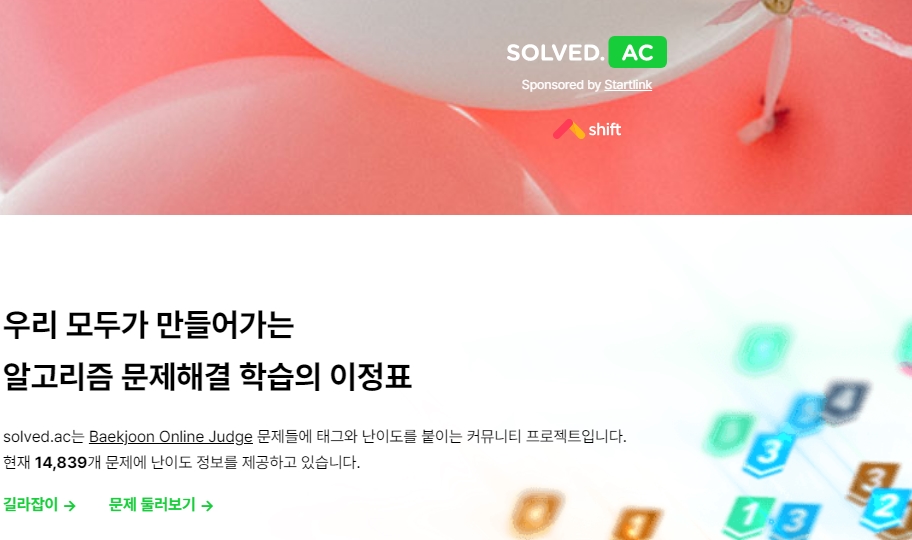 SOLVED. AC
Sponsored by Startlink
shift
우리 모두가 만들어가는
알고리즘 문제해결 학습의 이정표
solved.ac는 Baekjoon Online Judge 문제들에 태그와 난이도를 붙이는 커뮤니티 프로젝트입니다.
현재 14,839개 문제에 난이도 정보를 제공하고 있습니다.
길라잡이 → 문제 둘러보기 →
4
3
3
2
1
3
1